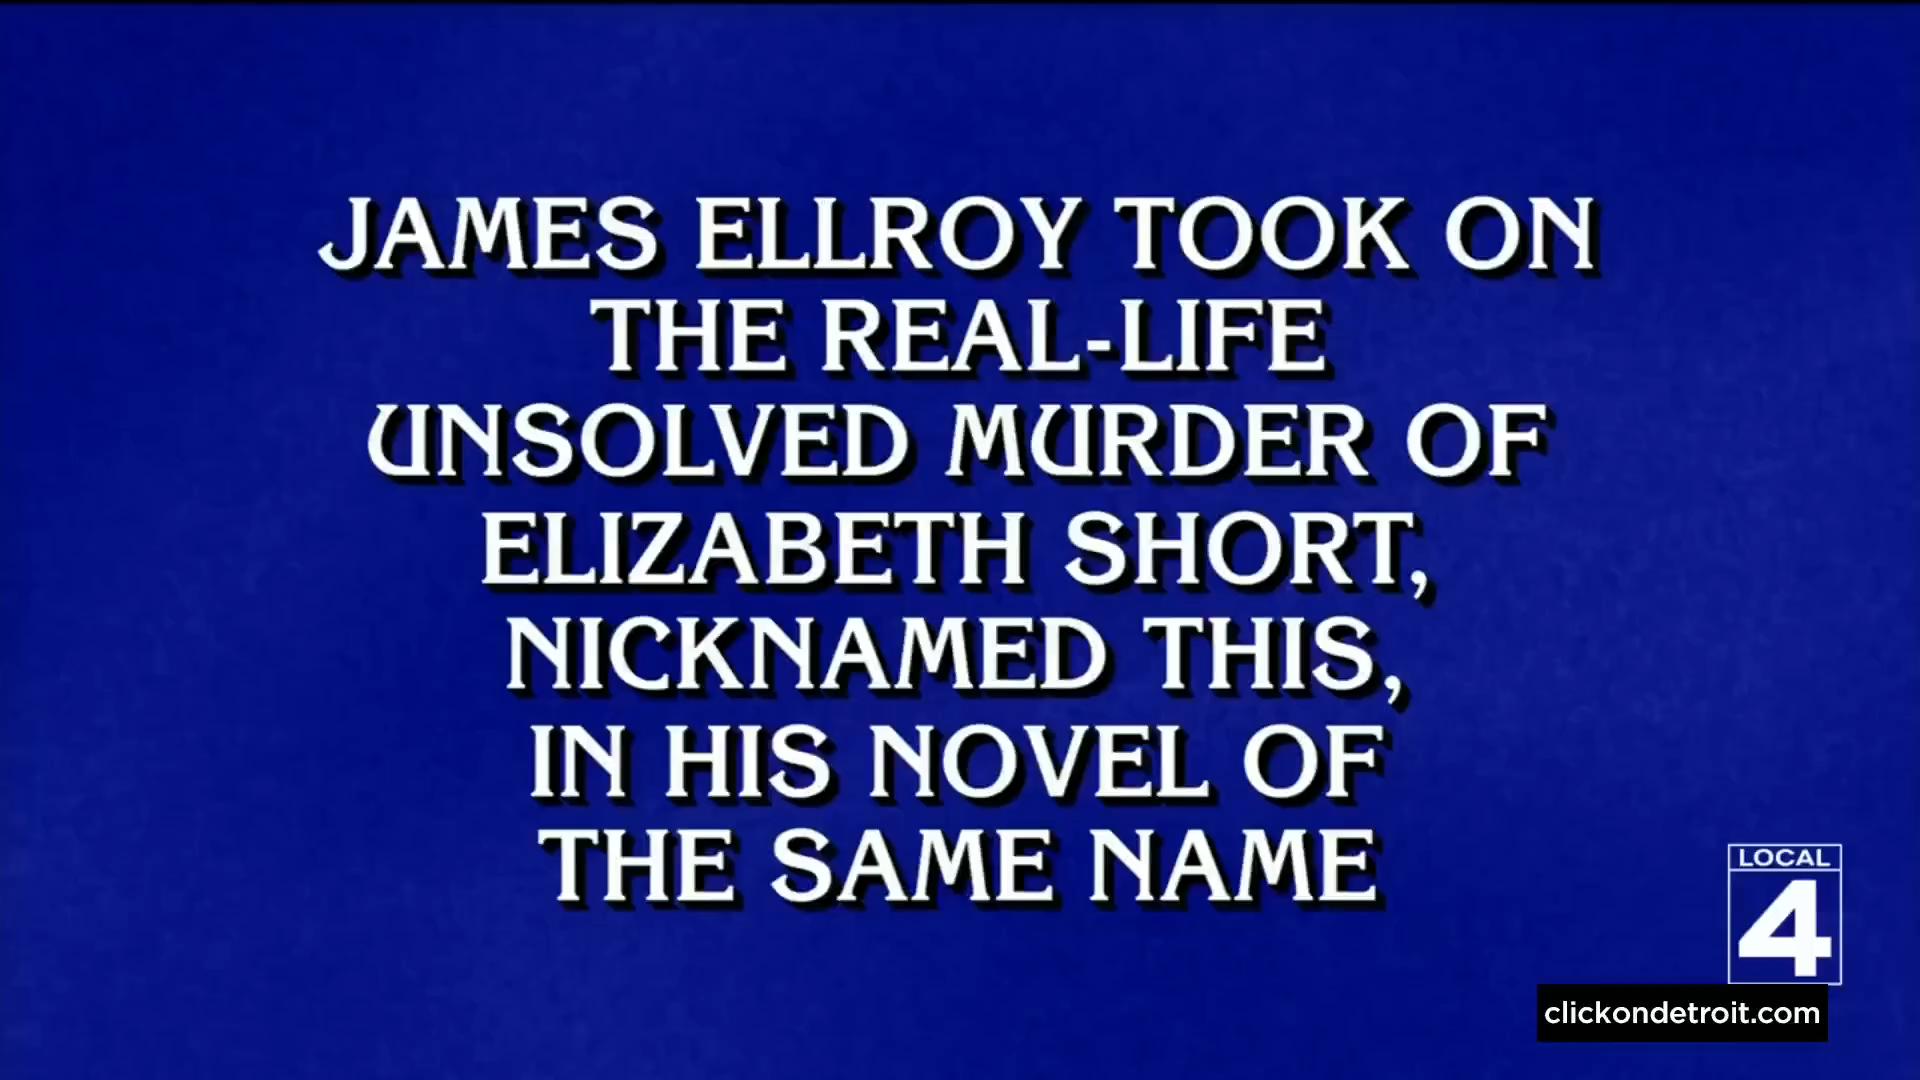 JAMES ELLROY TOOK ON
THE REAL-LIFE
UNSOLVED MURDER OF
ELIZABETH SHORT,
NICKNAMED THIS,
IN HIS NOVEL OF
THE SAME NAME
LOCAL
4
clickondetroit.com